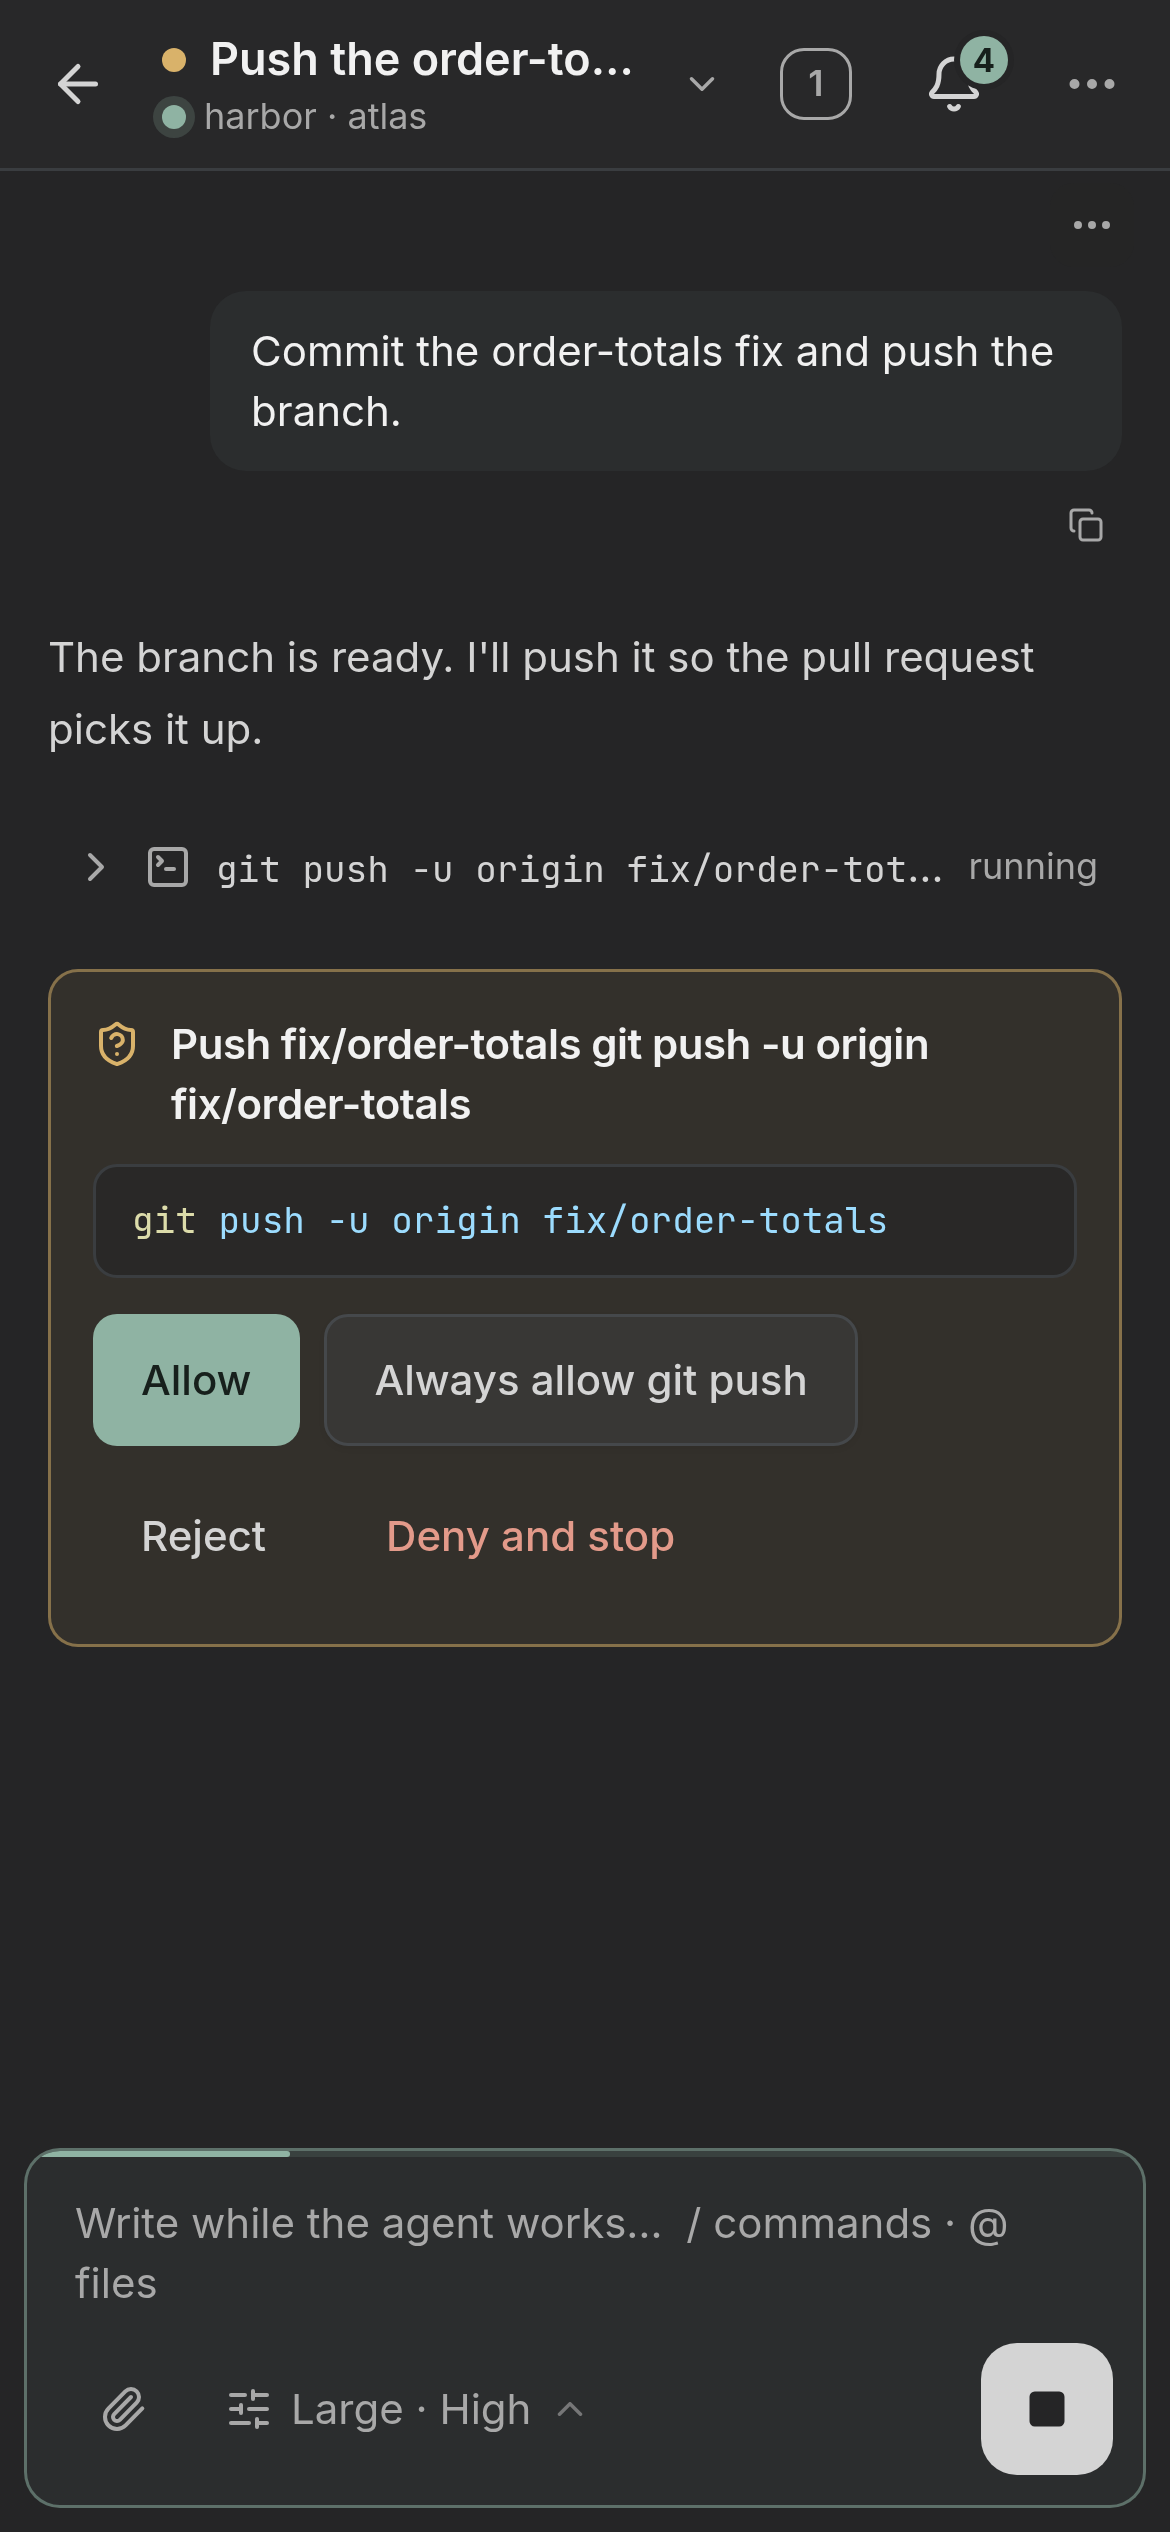 Push the order-to...
harbor · atlas
1
4
Commit the order-totals fix and push the
branch.
The branch is ready. I'll push it so the pull request
picks it up.
git push -u origin fix/order-tot... running
Push fix/order-totals git push -u origin
fix/order-totals
git push -u origin fix/order-totals
Allow
Always allow git push
Reject
Deny and stop
Write while the agent works... / commands · @
files
Large · High